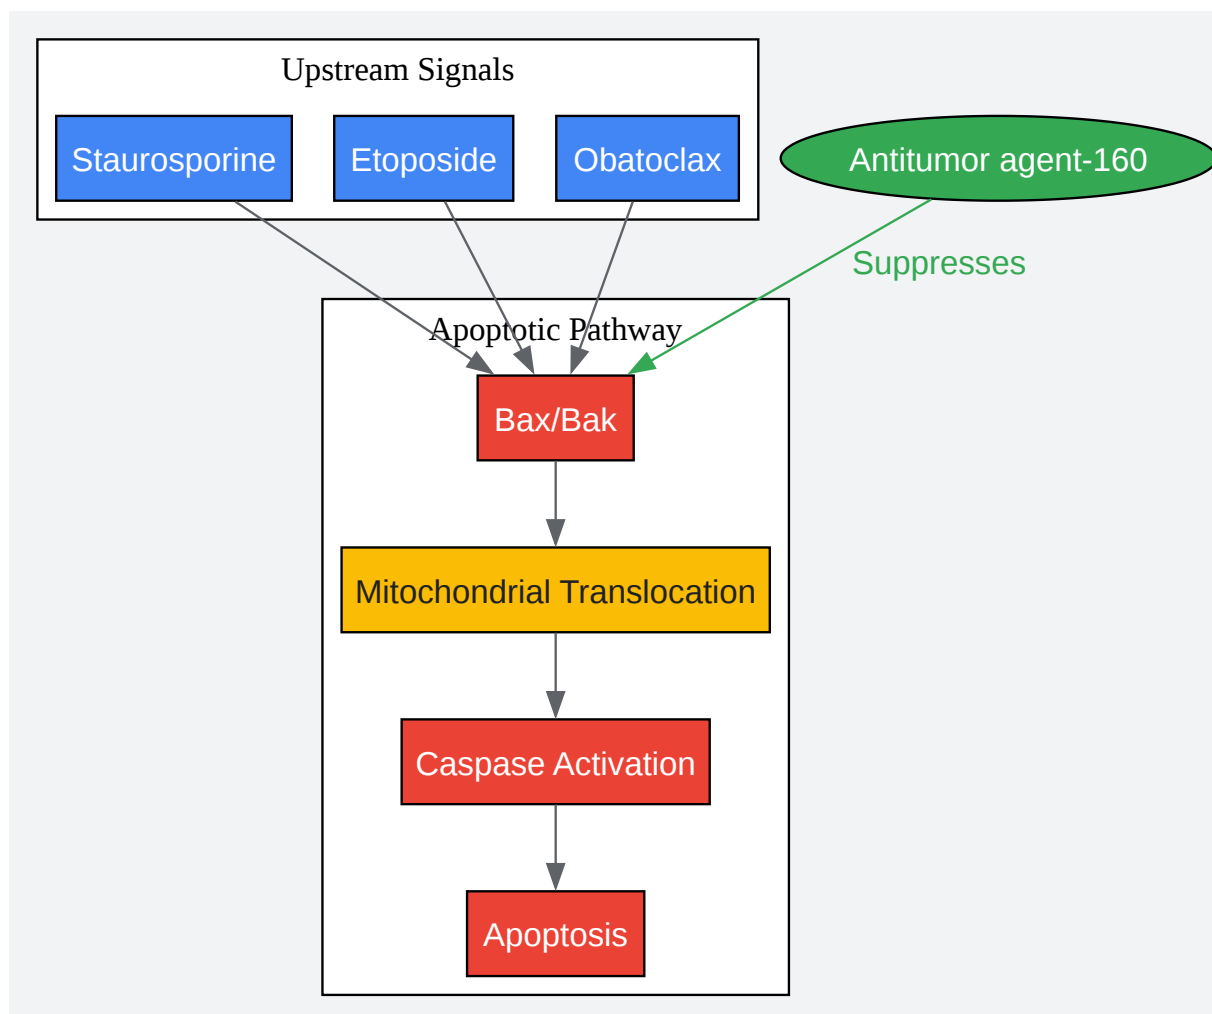 Upstream Signals
Staurosporine
Etoposide
Obatoclax
Antitumor agent-160
Suppresses
Apoptotic Pathway
Bax/Bak
Mitochondrial Translocation
Caspase Activation
Apoptosis